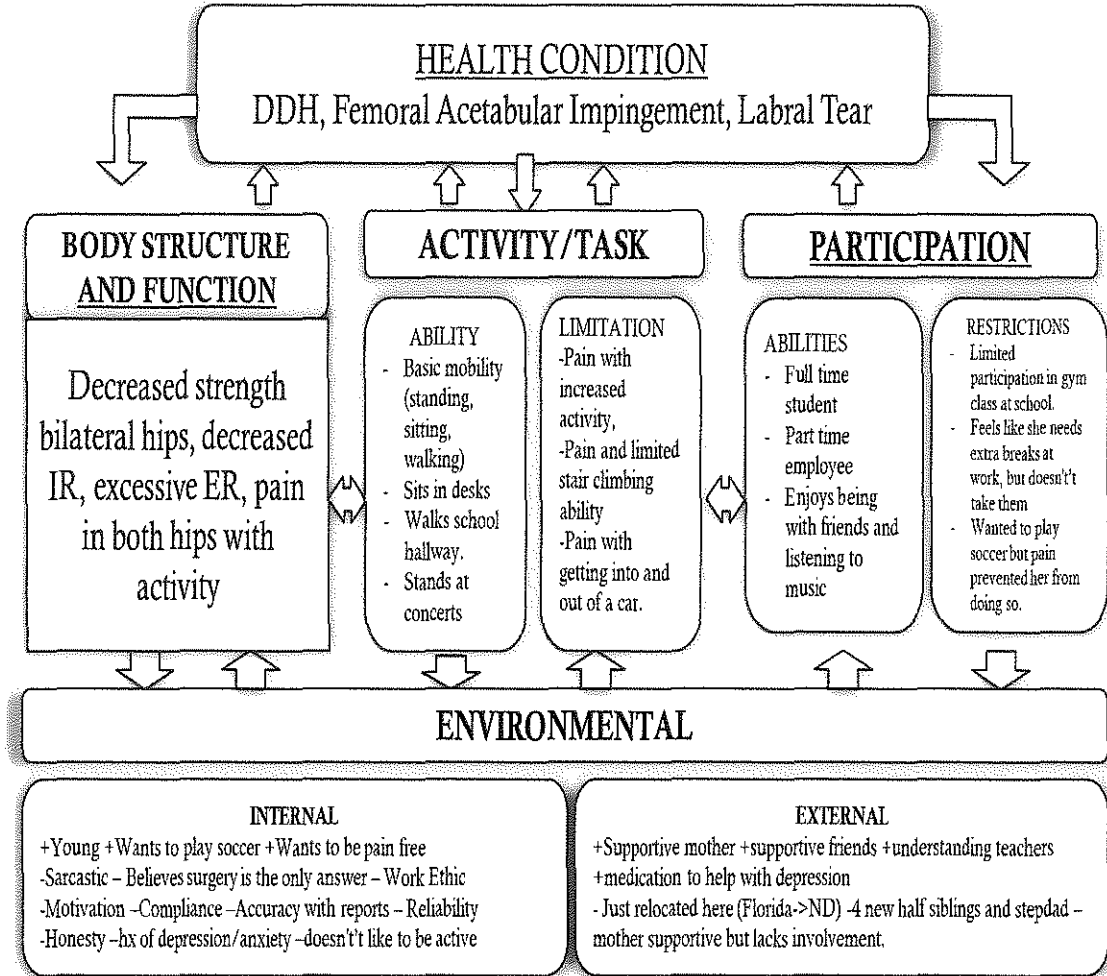 HEALTH CONDITION
DDH, Femoral Acetabular Impingement, Labral Tear
BODY STRUCTURE
AND FUNCTION
Decreased strength
bilateral hips, decreased
IR, excessive ER, pain
in both hips with
activity
ACTIVITY/TASK
ABILITY
- Basic mobility
(standing,
sitting,
walking)
- Sits in desks
- Walks school
hallway.
- Stands at
concerts
LIMITATION
-Pain with
increased
activity,
-Pain and limited
stair climbing
ability
-Pain with
getting into and
out of a car.
PARTICIPATION
ABILITIES
- Full time
student
- Part time
employee
- Enjoys being
with friends and
listening to
music
RESTRICTIONS
- Limited
participation in gym
class at school.
- Feels like she needs
extra breaks at
work, but doesn't't
take them
- Wanted to play
soccer but pain
prevented her from
doing so.
ENVIRONMENTAL
INTERNAL
+Young +Wants to play soccer +Wants to be pain free
-Sarcastic – Believes surgery is the only answer – Work Ethic
-Motivation –Compliance –Accuracy with reports – Reliability
-Honesty –hx of depression/anxiety –doesn't't like to be active
EXTERNAL
+Supportive mother +supportive friends +understanding teachers
+medication to help with depression
- Just relocated here (Florida->ND) -4 new half siblings and stepdad –
mother supportive but lacks involvement.